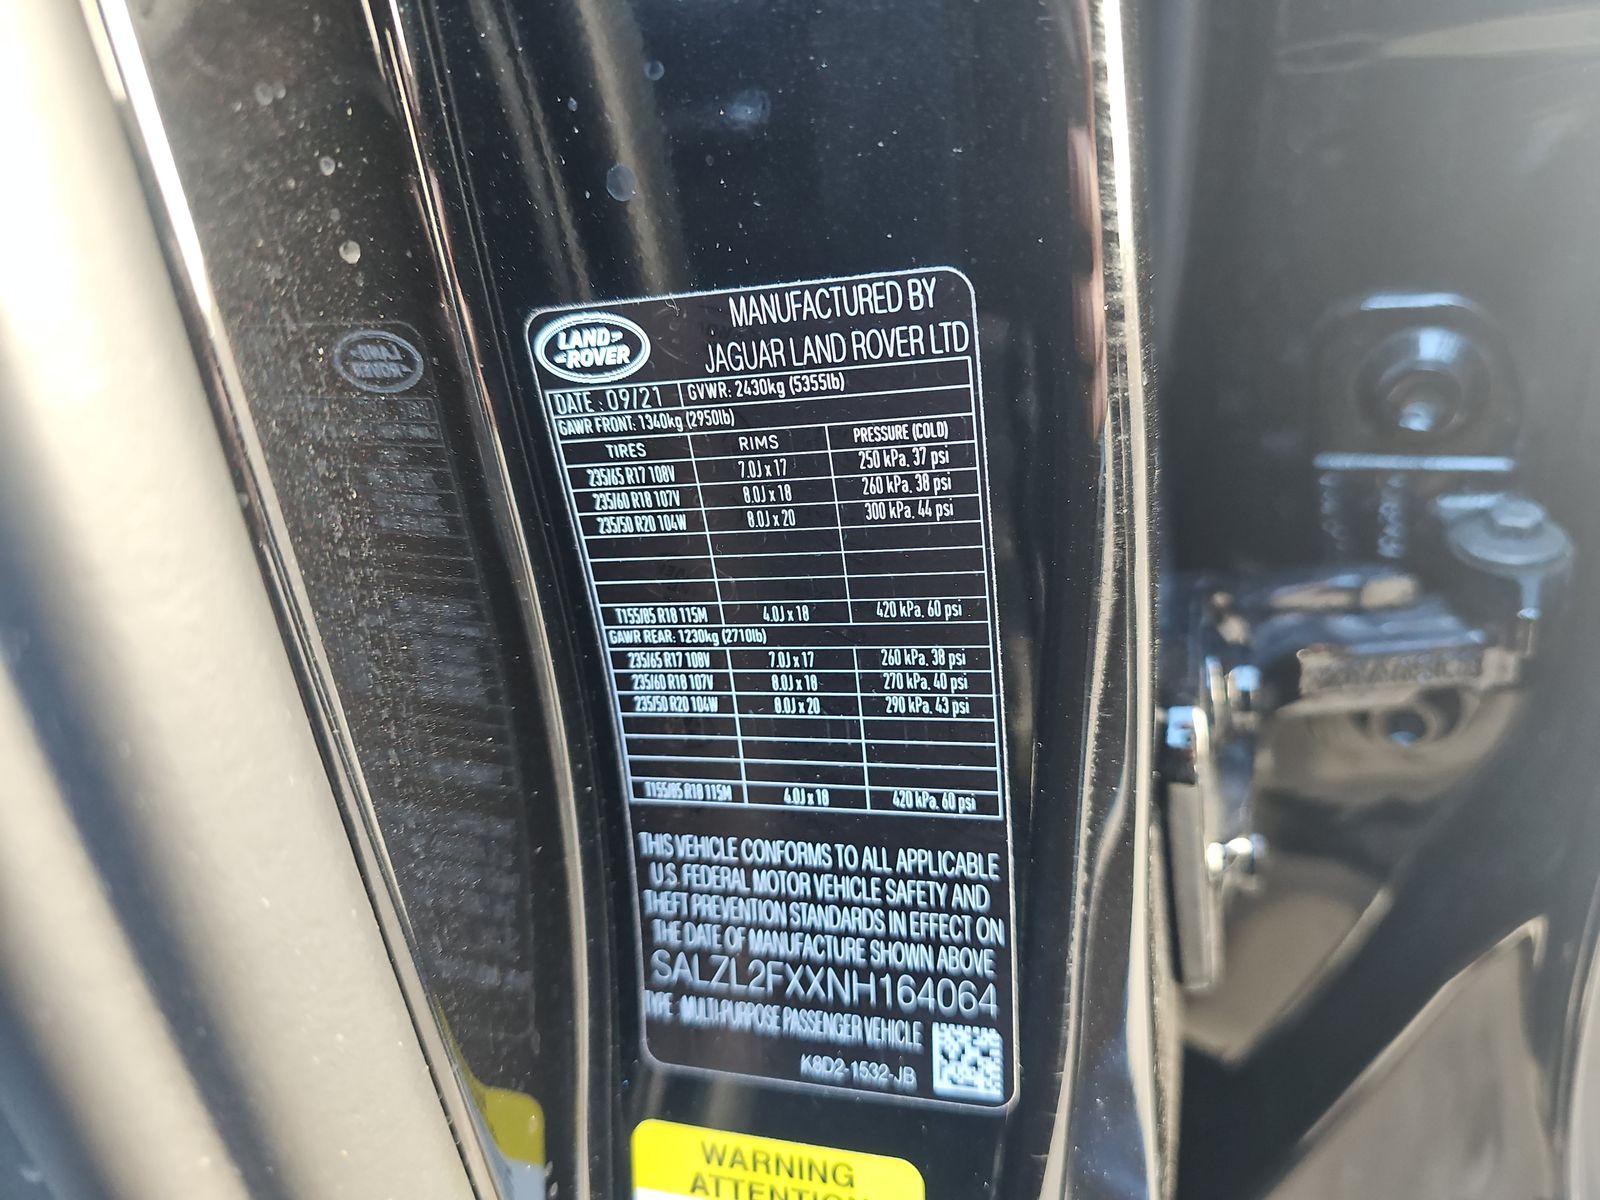 LAND
ROVER
MANUFACTURED BY
JAGUAR LAND ROVER LTD
DATE : 09/21 GVWR: 2430kg (5355lb)
GAWR FRONT: 1340kg (2950lb)
TIRES RIMS PRESSURE (COLD)
235/65 R17 108V 7.0J x 17 250 kPa, 37 psi
235/60 R18 107V 8.0J x 18 260 kPa, 38 psi
235/50 R20 104W 8.0J x 20 300 kPa, 44 psi
T155/85 R18 115M 4.0J x 18 420 kPa, 60 psi
GAWR REAR: 1230kg (2710lb)
235/65 R17 108V 7.0J x 17 260 kPa, 38 psi
235/60 R18 107V 8.0J x 18 270 kPa, 40 psi
235/50 R20 104W 8.0J x 20 290 kPa, 43 psi
T155/85 R18 115M 4.0J x 18 420 kPa, 60 psi
THIS VEHICLE CONFORMS TO ALL APPLICABLE
U.S. FEDERAL MOTOR VEHICLE SAFETY AND
THEFT PREVENTION STANDARDS IN EFFECT ON
THE DATE OF MANUFACTURE SHOWN ABOVE
SALZL2FXXNH164064
TYPE : MULTI-PURPOSE PASSENGER VEHICLE
K8D2-1532-JB
WARNING
ATTENTION